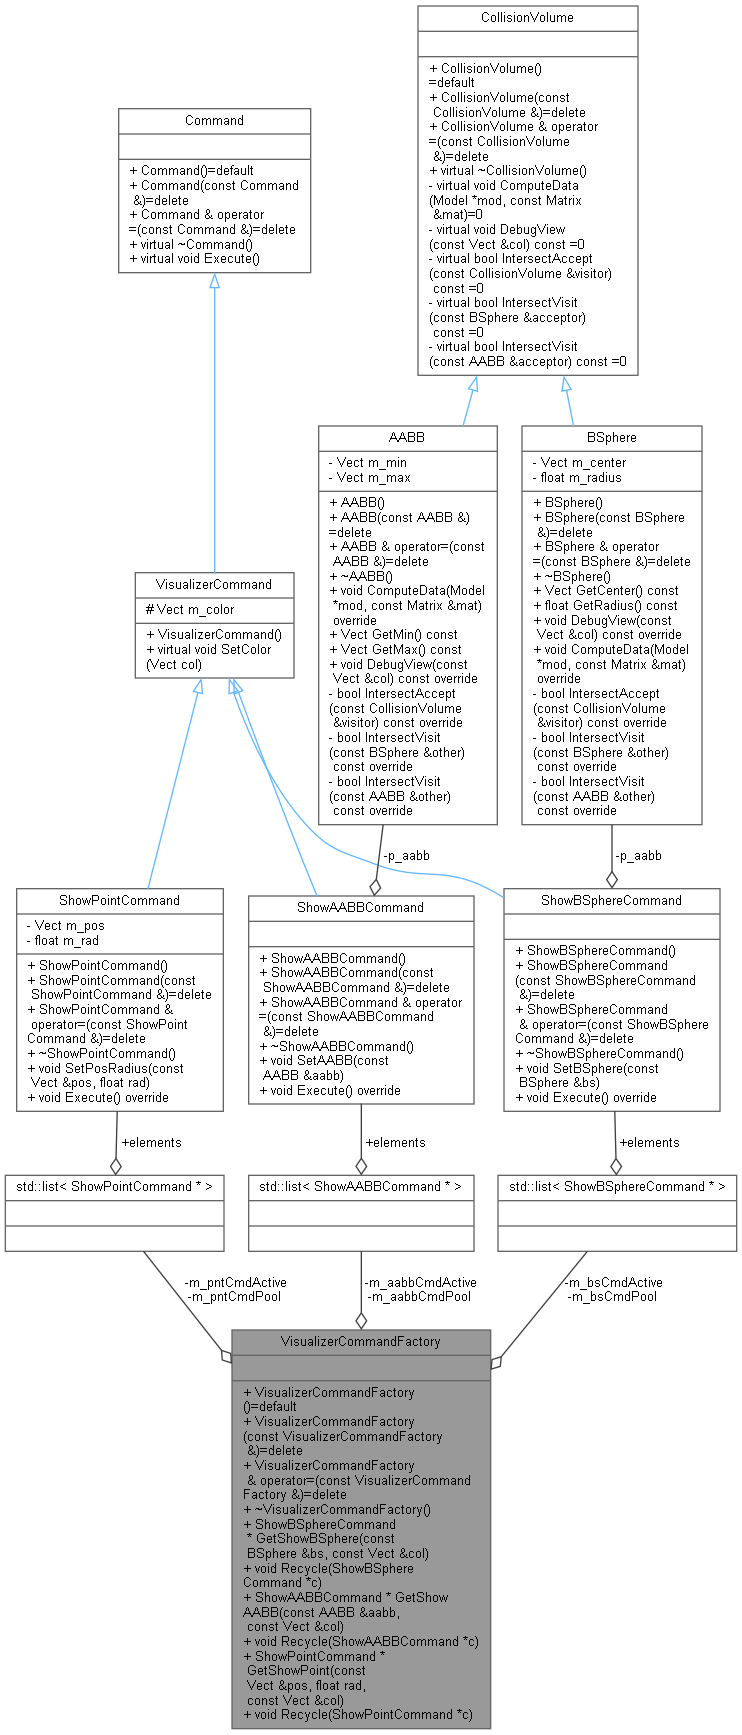 CollisionVolume
+ CollisionVolume()
=default
+ CollisionVolume(const
CollisionVolume &)=delete
+ CollisionVolume & operator
=(const CollisionVolume
&)=delete
+ virtual ~CollisionVolume()
- virtual void ComputeData
(Model *mod, const Matrix
&mat)=0
- virtual void DebugView
(const Vect &col) const =0
- virtual bool IntersectAccept
(const CollisionVolume &visitor)
const =0
- virtual bool IntersectVisit
(const BSphere &acceptor)
const =0
- virtual bool IntersectVisit
(const AABB &acceptor) const =0
Command
+ Command()=default
+ Command(const Command
&)=delete
+ Command & operator
=(const Command &)=delete
+ virtual ~Command()
+ virtual void Execute()
AABB
- Vect m_min
- Vect m_max
+ AABB()
+ AABB(const AABB &)
=delete
+ AABB & operator=(const
AABB &)=delete
+ ~AABB()
+ void ComputeData(Model
*mod, const Matrix &mat)
override
+ Vect GetMin() const
+ Vect GetMax() const
+ void DebugView(const
Vect &col) const override
- bool IntersectAccept
(const CollisionVolume
&visitor) const override
- bool IntersectVisit
(const BSphere &other)
const override
- bool IntersectVisit
(const AABB &other)
const override
BSphere
- Vect m_center
- float m_radius
+ BSphere()
+ BSphere(const BSphere
&)=delete
+ BSphere & operator
=(const BSphere &)=delete
+ ~BSphere()
+ Vect GetCenter() const
+ float GetRadius() const
+ void DebugView(const
Vect &col) const override
+ void ComputeData(Model
*mod, const Matrix &mat)
override
- bool IntersectAccept
(const CollisionVolume
&visitor) const override
- bool IntersectVisit
(const BSphere &other)
const override
- bool IntersectVisit
(const AABB &other)
const override
VisualizerCommand
# Vect m_color
+ VisualizerCommand()
+ virtual void SetColor
(Vect col)
-p_aabb
-p_aabb
ShowPointCommand
- Vect m_pos
- float m_rad
+ ShowPointCommand()
+ ShowPointCommand(const
ShowPointCommand &)=delete
+ ShowPointCommand &
operator=(const ShowPoint
Command &)=delete
+ ~ShowPointCommand()
+ void SetPosRadius(const
Vect &pos, float rad)
+ void Execute() override
ShowAABBCommand
+ ShowAABBCommand()
+ ShowAABBCommand(const
ShowAABBCommand &)=delete
+ ShowAABBCommand & operator
=(const ShowAABBCommand
&)=delete
+ ~ShowAABBCommand()
+ void SetAABB(const
AABB &aabb)
+ void Execute() override
ShowBSphereCommand
+ ShowBSphereCommand()
+ ShowBSphereCommand
(const ShowBSphereCommand
&)=delete
+ ShowBSphereCommand
& operator=(const ShowBSphere
Command &)=delete
+ ~ShowBSphereCommand()
+ void SetBSphere(const
BSphere &bs)
+ void Execute() override
+elements
+elements
+elements
std::list< ShowPointCommand * >
std::list< ShowAABBCommand * >
std::list< ShowBSphereCommand * >
-m_pntCmdActive
-m_pntCmdPool
-m_aabbCmdActive
-m_aabbCmdPool
-m_bsCmdActive
-m_bsCmdPool
VisualizerCommandFactory
+ VisualizerCommandFactory
()=default
+ VisualizerCommandFactory
(const VisualizerCommandFactory
&)=delete
+ VisualizerCommandFactory
& operator=(const VisualizerCommand
Factory &)=delete
+ ~VisualizerCommandFactory()
+ ShowBSphereCommand
* GetShowBSphere(const
BSphere &bs, const Vect &col)
+ void Recycle(ShowBSphere
Command *c)
+ ShowAABBCommand * GetShow
AABB(const AABB &aabb,
const Vect &col)
+ void Recycle(ShowAABBCommand *c)
+ ShowPointCommand *
GetShowPoint(const
Vect &pos, float rad,
const Vect &col)
+ void Recycle(ShowPointCommand *c)